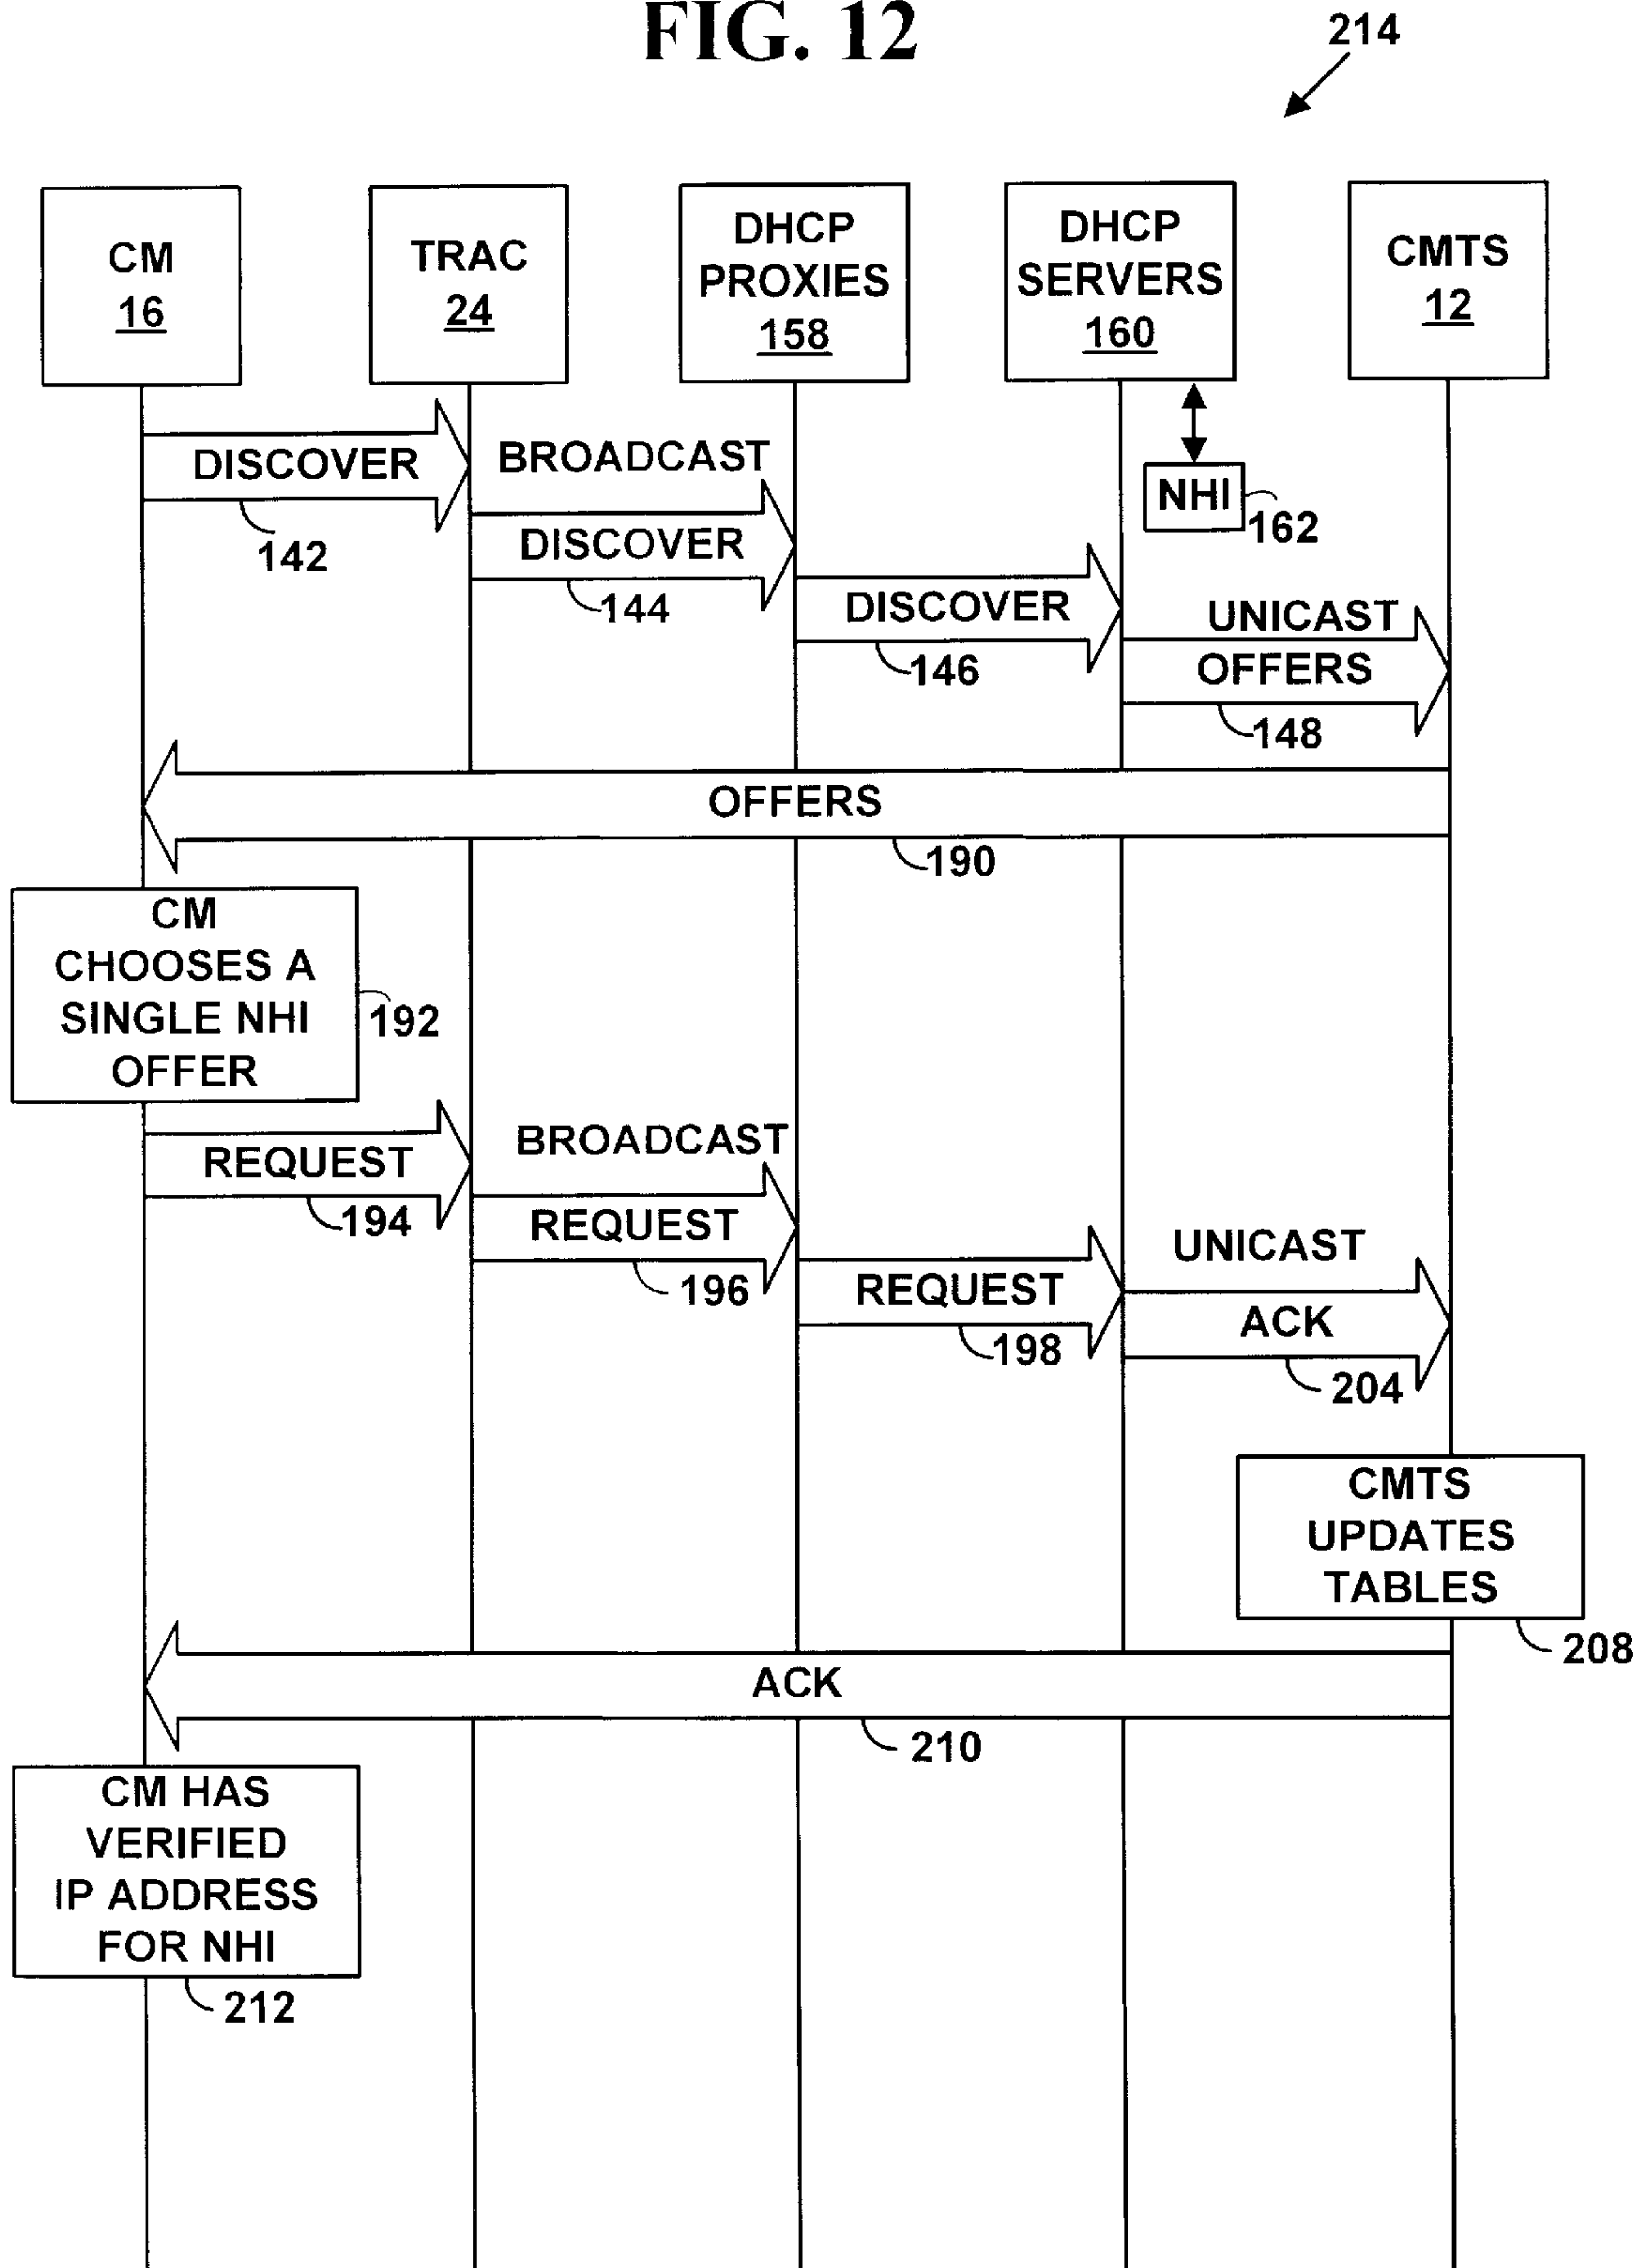 FIG. 12
214
CM
16
TRAC
24
DHCP
PROXIES
158
DHCP
SERVERS
160
CMTS
12
DISCOVER
142
BROADCAST
DISCOVER
144
NHI
162
DISCOVER
146
UNICAST
OFFERS
148
OFFERS
190
CM
CHOOSES A
SINGLE NHI
OFFER
192
REQUEST
194
BROADCAST
REQUEST
196
REQUEST
198
UNICAST
ACK
204
CMTS
UPDATES
TABLES
208
ACK
210
CM HAS
VERIFIED
IP ADDRESS
FOR NHI
212